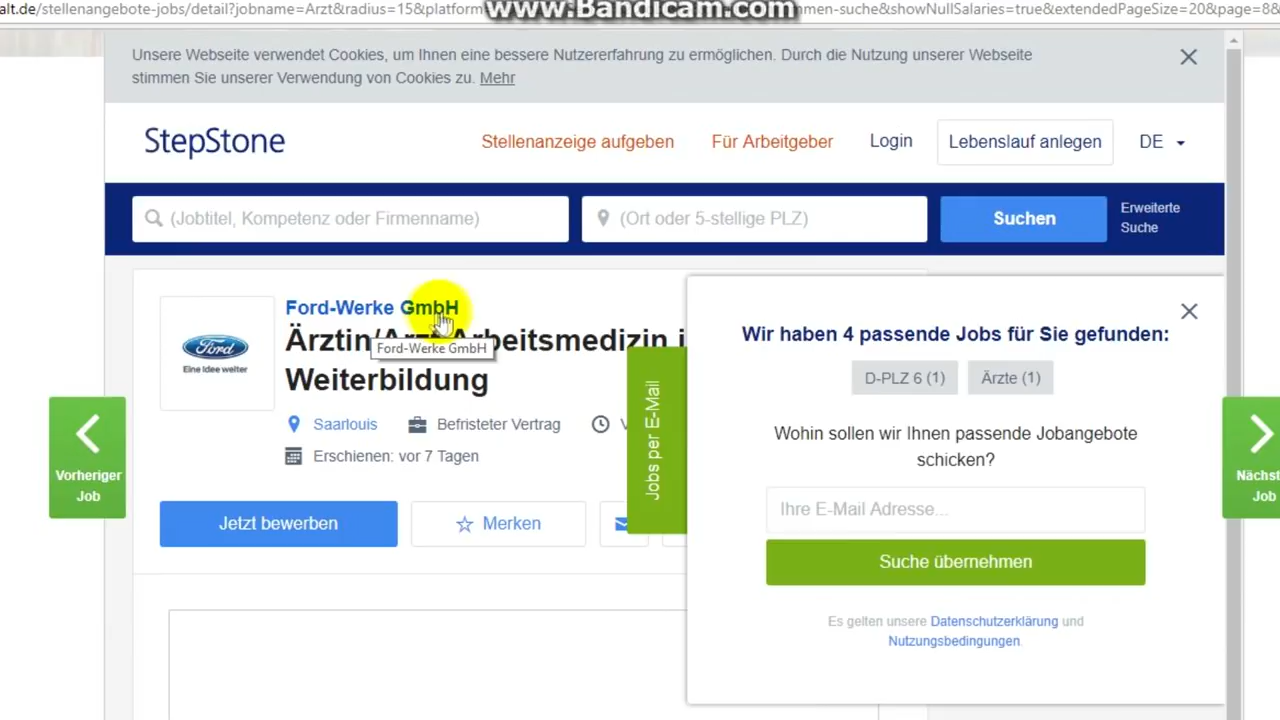 alt.de/stellenangebote-jobs/detail?jobname=Arzt&radius=15&platform
www.Bandicam.com
men-suche&showNullSalaries=true&extendedPageSize=20&page=8&
Unsere Webseite verwendet Cookies, um Ihnen eine bessere Nutzererfahrung zu ermöglichen. Durch die Nutzung unserer Webseite
stimmen Sie unserer Verwendung von Cookies zu. Mehr
StepStone
Stellenanzeige aufgeben
Für Arbeitgeber
Login
Lebenslauf anlegen
DE
(Jobtitel, Kompetenz oder Firmenname)
(Ort oder 5-stellige PLZ)
Suchen
Erweiterte
Suche
Ford
Eine Idee weiter
Ford-Werke GmbH
Ärztin/Arzt Arbeitsmedizin i
Weiterbildung
Ford-Werke GmbH
Saarlouis
Befristeter Vertrag
V
Erschienen: vor 7 Tagen
Jetzt bewerben
Merken
Vorheriger
Job
Jobs per E-Mail
Wir haben 4 passende Jobs für Sie gefunden:
D-PLZ 6 (1)
Ärzte (1)
Wohin sollen wir Ihnen passende Jobangebote
schicken?
Ihre E-Mail Adresse...
Suche übernehmen
Es gelten unsere Datenschutzerklärung und
Nutzungsbedingungen
Nächst
Job